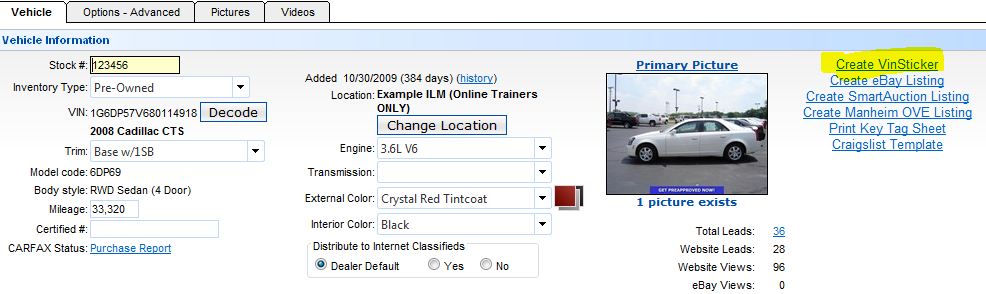 Vehicle
Options - Advanced
Pictures
Videos
Vehicle Information
Stock #: 123456
Inventory Type: Pre-Owned
VIN: 1G6DP57V680114918 Decode
2008 Cadillac CTS
Trim: Base w/1SB
Model code: 6DP69
Body style: RWD Sedan (4 Door)
Mileage: 33,320
Certified #:
CARFAX Status: Purchase Report
Added 10/30/2009 (384 days) (history)
Location: Example ILM (Online Trainers
ONLY)
Change Location
Engine: 3.6L V6
Transmission:
External Color: Crystal Red Tintcoat
Interior Color: Black
Distribute to Internet Classifieds
Dealer Default Yes No
Primary Picture
GET PREAPPROVED NOW!
1 picture exists
Total Leads: 36
Website Leads: 28
Website Views: 96
eBay Views: 0
Create VinSticker
Create eBay Listing
Create SmartAuction Listing
Create Manheim OVE Listing
Print Key Tag Sheet
Craigslist Template